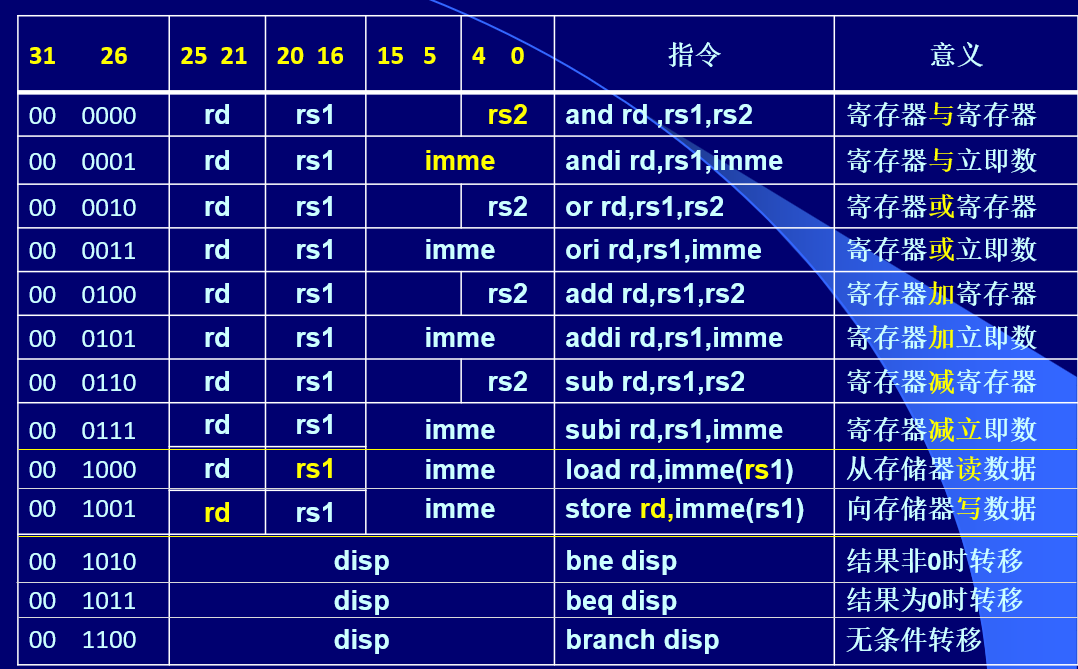 31 26 25 21 20 16 15 5 4 0 指令 意义
00 0000 rd rs1 rs2 and rd ,rs1,rs2 寄存器与寄存器
00 0001 rd rs1 imme andi rd,rs1,imme 寄存器与立即数
00 0010 rd rs1 rs2 or rd,rs1,rs2 寄存器或寄存器
00 0011 rd rs1 imme ori rd,rs1,imme 寄存器或立即数
00 0100 rd rs1 rs2 add rd,rs1,rs2 寄存器加寄存器
00 0101 rd rs1 imme addi rd,rs1,imme 寄存器加立即数
00 0110 rd rs1 rs2 sub rd,rs1,rs2 寄存器减寄存器
00 0111 rd rs1 imme subi rd,rs1,imme 寄存器减立即数
00 1000 rd rs1 imme load rd,imme(rs1) 从存储器读数据
00 1001 rd rs1 imme store rd,imme(rs1) 向存储器写数据
00 1010 disp bne disp 结果非0时转移
00 1011 disp beq disp 结果为0时转移
00 1100 disp branch disp 无条件转移